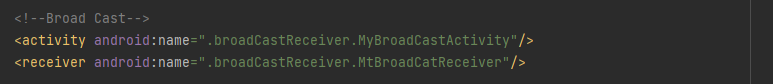 <!--Broad Cast-->
<activity android:name=".broadCastReceiver.MyBroadCastActivity"/>
<receiver android:name=".broadCastReceiver.MtBroadCatReceiver"/>